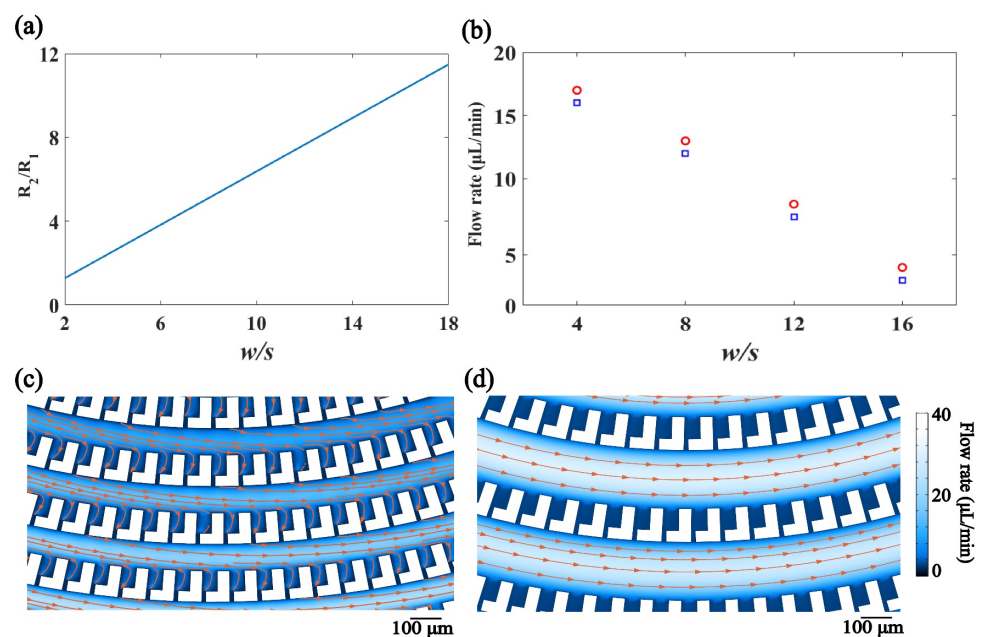 (a)
12
8
4
0
R₂/R₁
2 6 10 14 18
w/s
(b)
20
15
10
5
0
Flow rate (μL/min)
4 8 12 16
w/s
(c)
100 μm
(d)
40
20
0
Flow rate (μL/min)
100 μm